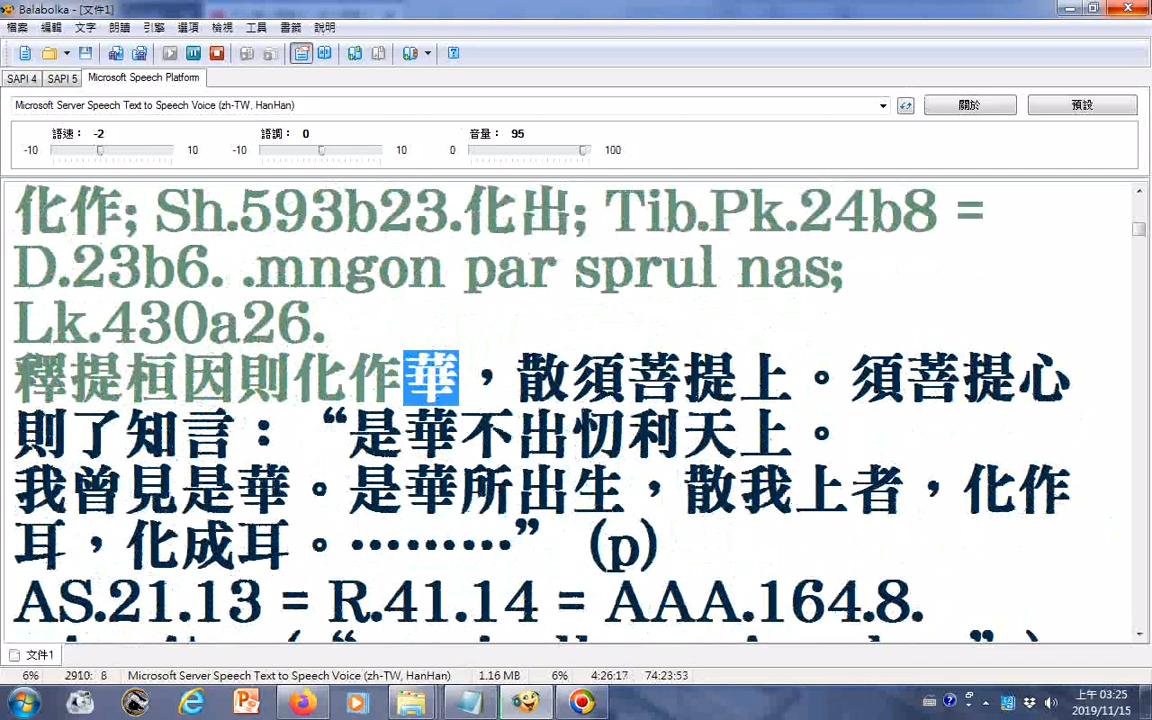 Balabolka - [文件1]
檔案 編輯 文字 朗讀 引擎 選項 檢視 工具 書籤 說明
SAPI 4 SAPI 5 Microsoft Speech Platform
Microsoft Server Speech Text to Speech Voice (zh-TW, HanHan) 關於 預設
語速： -2 語調： 0 音量： 95
-10 10 -10 10 0 100
化作; Sh.593b23.化出; Tib.Pk.24b8 =
D.23b6. .mngon par sprul nas;
Lk.430a26.
釋提桓因則化作華，散須菩提上。須菩提心
則了知言：“是華不出忉利天上。
我曾見是華。是華所出生，散我上者，化作
耳，化成耳。………” (p)
AS.21.13 = R.41.14 = AAA.164.8.
文件1
6% 2910: 8 Microsoft Server Speech Text to Speech Voice (zh-TW, HanHan) 1.16 MB 6% 4:26:17 74:23:53
上午 03:25
2019/11/15